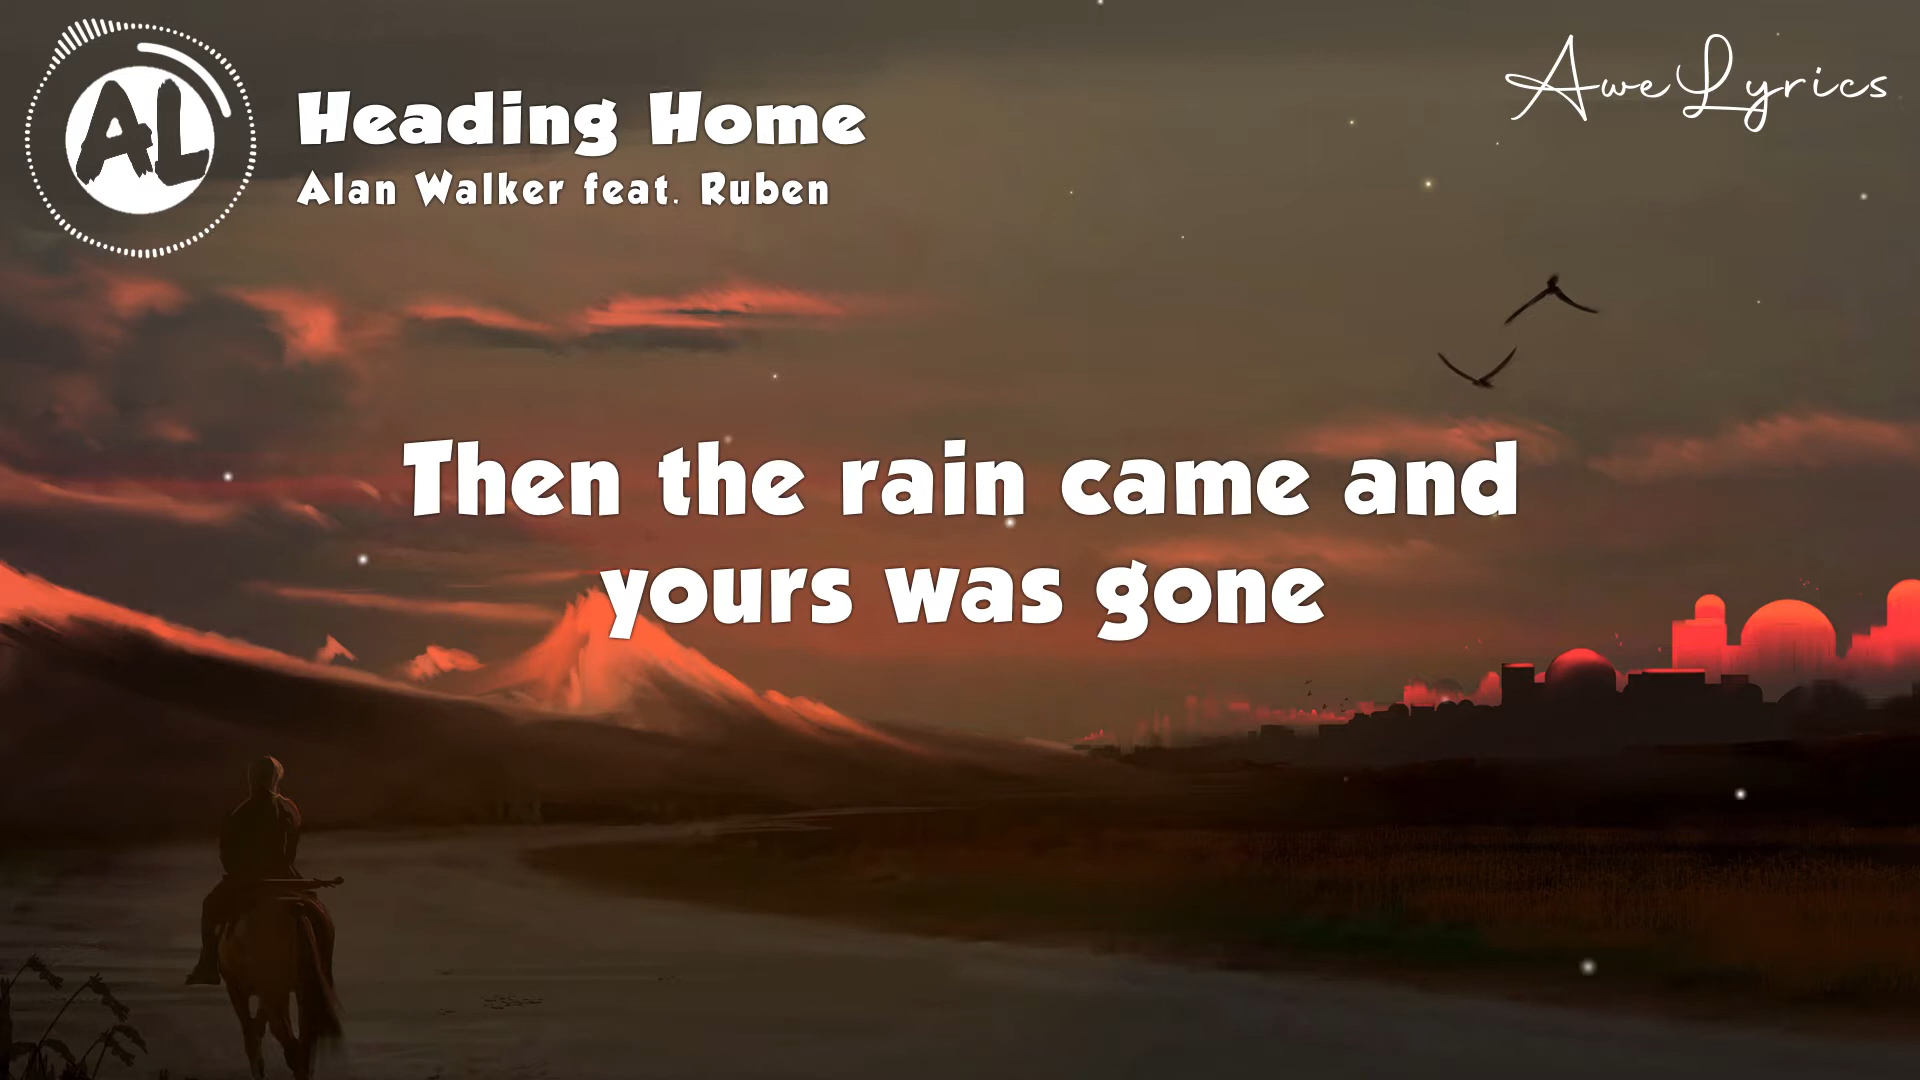 AL
Heading Home
Alan Walker feat. Ruben
AweLyrics
Then the rain came and
yours was gone